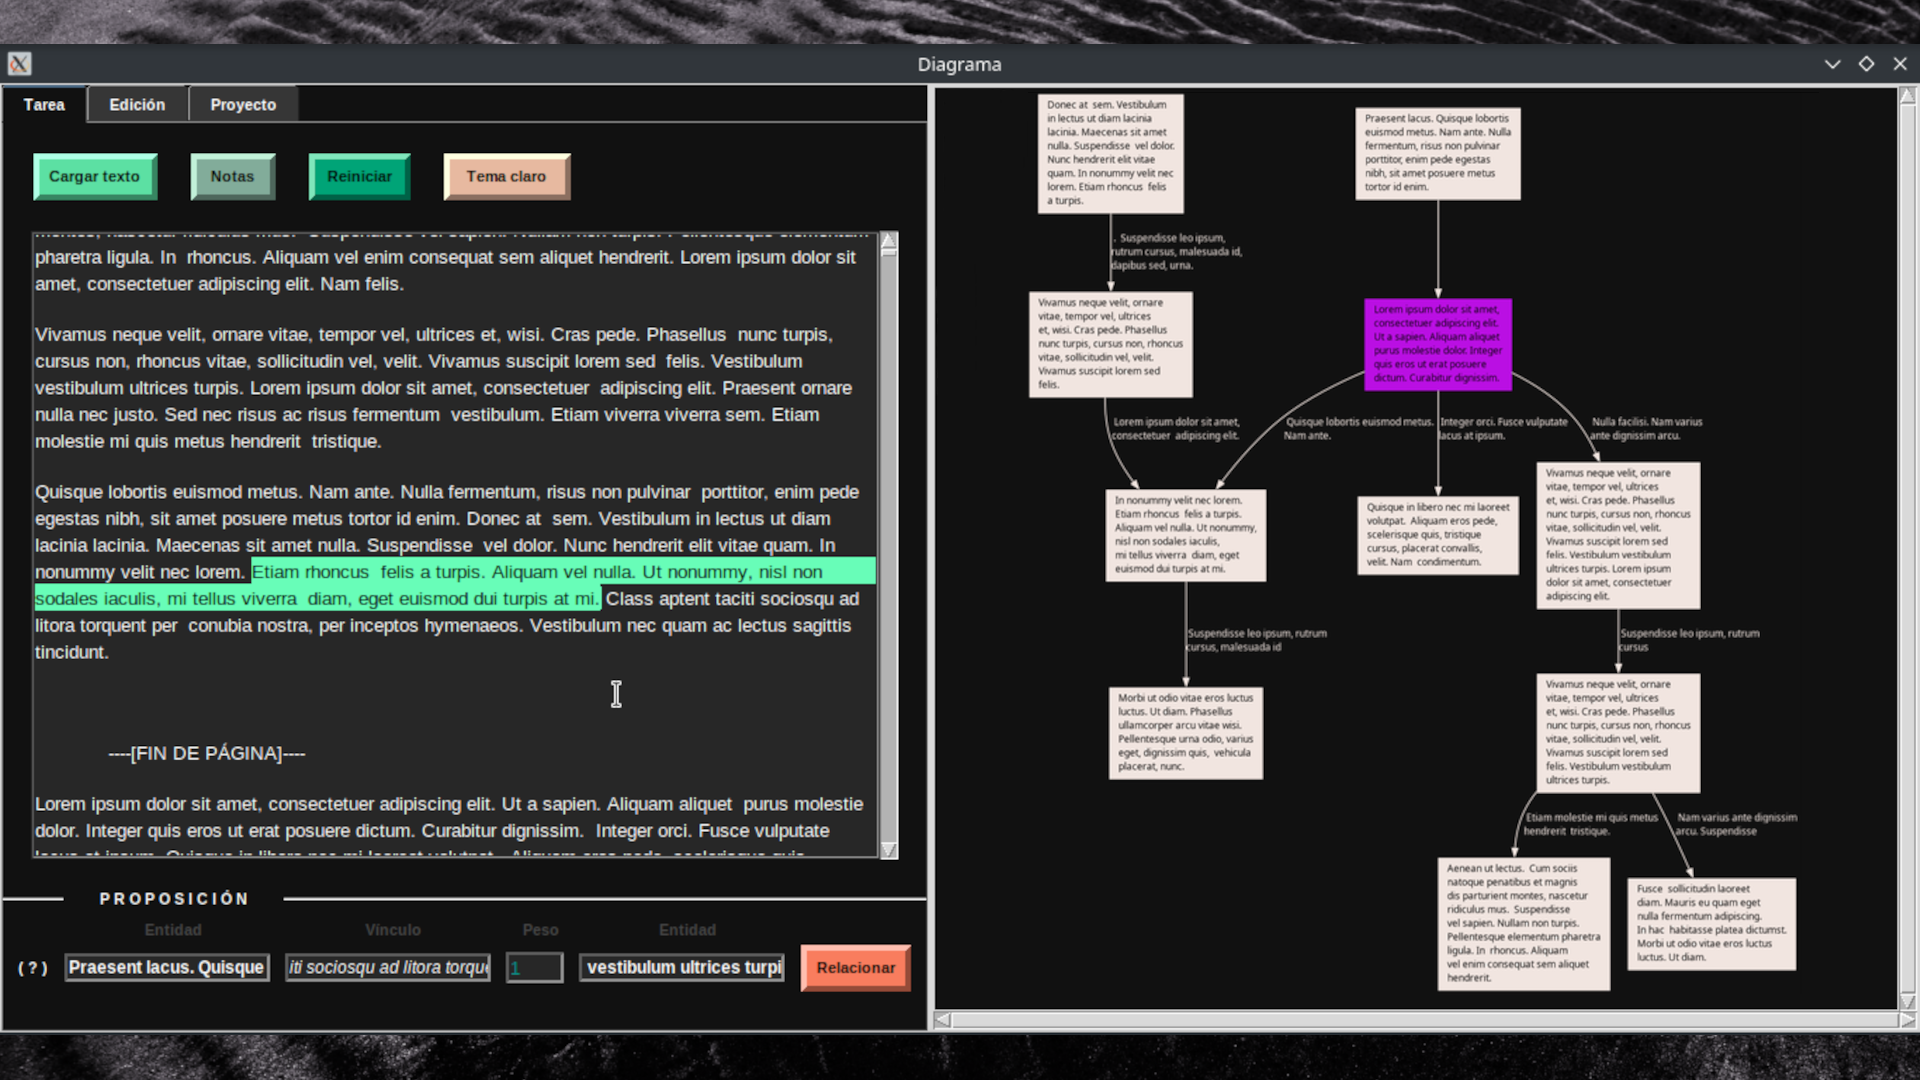 Diagrama
Tarea
Edición
Proyecto
Cargar texto
Notas
Reiniciar
Tema claro
pharetra ligula. In  rhoncus. Aliquam vel enim consequat sem aliquet hendrerit. Lorem ipsum dolor sit
amet, consectetuer adipiscing elit. Nam felis.
Vivamus neque velit, ornare vitae, tempor vel, ultrices et, wisi. Cras pede. Phasellus  nunc turpis,
cursus non, rhoncus vitae, sollicitudin vel, velit. Vivamus suscipit lorem sed  felis. Vestibulum
vestibulum ultrices turpis. Lorem ipsum dolor sit amet, consectetuer  adipiscing elit. Praesent ornare
nulla nec justo. Sed nec risus ac risus fermentum  vestibulum. Etiam viverra viverra sem. Etiam
molestie mi quis metus hendrerit  tristique.
Quisque lobortis euismod metus. Nam ante. Nulla fermentum, risus non pulvinar  porttitor, enim pede
egestas nibh, sit amet posuere metus tortor id enim. Donec at  sem. Vestibulum in lectus ut diam
lacinia lacinia. Maecenas sit amet nulla. Suspendisse  vel dolor. Nunc hendrerit elit vitae quam. In
nonummy velit nec lorem. Etiam rhoncus  felis a turpis. Aliquam vel nulla. Ut nonummy, nisl non
sodales iaculis, mi tellus viverra  diam, eget euismod dui turpis at mi. Class aptent taciti sociosqu ad
litora torquent per  conubia nostra, per inceptos hymenaeos. Vestibulum nec quam ac lectus sagittis
tincidunt.
----[FIN DE PÁGINA]----
Lorem ipsum dolor sit amet, consectetuer adipiscing elit. Ut a sapien. Aliquam aliquet  purus molestie
dolor. Integer quis eros ut erat posuere dictum. Curabitur dignissim.  Integer orci. Fusce vulputate
lacus at ipsum. Quisque in libero nec mi laoreet volutpat.  Aliquam eros pede, scelerisque quis,
PROPOSICIÓN
Entidad
Vínculo
Peso
Entidad
(?)
Praesent lacus. Quisque
iti sociosqu ad litora torque
1
vestibulum ultrices turpi
Relacionar
Donec at  sem. Vestibulum
in lectus ut diam lacinia
lacinia. Maecenas sit amet
nulla. Suspendisse  vel dolor.
Nunc hendrerit elit vitae
quam. In nonummy velit nec
lorem. Etiam rhoncus  felis
a turpis.
Praesent lacus. Quisque lobortis
euismod metus. Nam ante. Nulla
fermentum, risus non pulvinar
porttitor, enim pede egestas
nibh, sit amet posuere metus
tortor id enim.
.  Suspendisse leo ipsum,
rutrum cursus, malesuada id,
dapibus sed, urna.
Vivamus neque velit, ornare
vitae, tempor vel, ultrices
et, wisi. Cras pede. Phasellus
nunc turpis, cursus non, rhoncus
vitae, sollicitudin vel, velit.
Vivamus suscipit lorem sed
felis.
Lorem ipsum dolor sit amet,
consectetuer adipiscing elit.
Ut a sapien. Aliquam aliquet
purus molestie dolor. Integer
quis eros ut erat posuere
dictum. Curabitur dignissim.
Lorem ipsum dolor sit amet,
consectetuer  adipiscing elit.
Quisque lobortis euismod metus.
Nam ante.
Integer orci. Fusce vulputate
lacus at ipsum.
Nulla facilisi. Nam varius
ante dignissim arcu.
In nonummy velit nec lorem.
Etiam rhoncus  felis a turpis.
Aliquam vel nulla. Ut nonummy,
nisl non sodales iaculis,
mi tellus viverra  diam, eget
euismod dui turpis at mi.
Quisque in libero nec mi laoreet
volutpat.  Aliquam eros pede,
scelerisque quis, tristique
cursus, placerat convallis,
velit. Nam  condimentum.
Vivamus neque velit, ornare
vitae, tempor vel, ultrices
et, wisi. Cras pede. Phasellus
nunc turpis, cursus non, rhoncus
vitae, sollicitudin vel, velit.
Vivamus suscipit lorem sed
felis. Vestibulum vestibulum
ultrices turpis. Lorem ipsum
dolor sit amet, consectetuer
adipiscing elit.
Suspendisse leo ipsum, rutrum
cursus, malesuada id
Suspendisse leo ipsum, rutrum
cursus
Morbi ut odio vitae eros luctus
luctus. Ut diam. Phasellus
ullamcorper arcu vitae wisi.
Pellentesque urna odio, varius
eget, dignissim quis,  vehicula
placerat, nunc.
Vivamus neque velit, ornare
vitae, tempor vel, ultrices
et, wisi. Cras pede. Phasellus
nunc turpis, cursus non, rhoncus
vitae, sollicitudin vel, velit.
Vivamus suscipit lorem sed
felis. Vestibulum vestibulum
ultrices turpis.
Etiam molestie mi quis metus
hendrerit  tristique.
Nam varius ante dignissim
arcu. Suspendisse
Aenean ut lectus.  Cum sociis
natoque penatibus et magnis
dis parturient montes, nascetur
ridiculus mus.  Suspendisse
vel sapien. Nullam non turpis.
Pellentesque elementum pharetra
ligula. In  rhoncus. Aliquam
vel enim consequat sem aliquet
hendrerit.
Fusce  sollicitudin laoreet
diam. Mauris eu quam eget
nulla fermentum adipiscing.
In hac  habitasse platea dictumst.
Morbi ut odio vitae eros luctus
luctus. Ut diam.